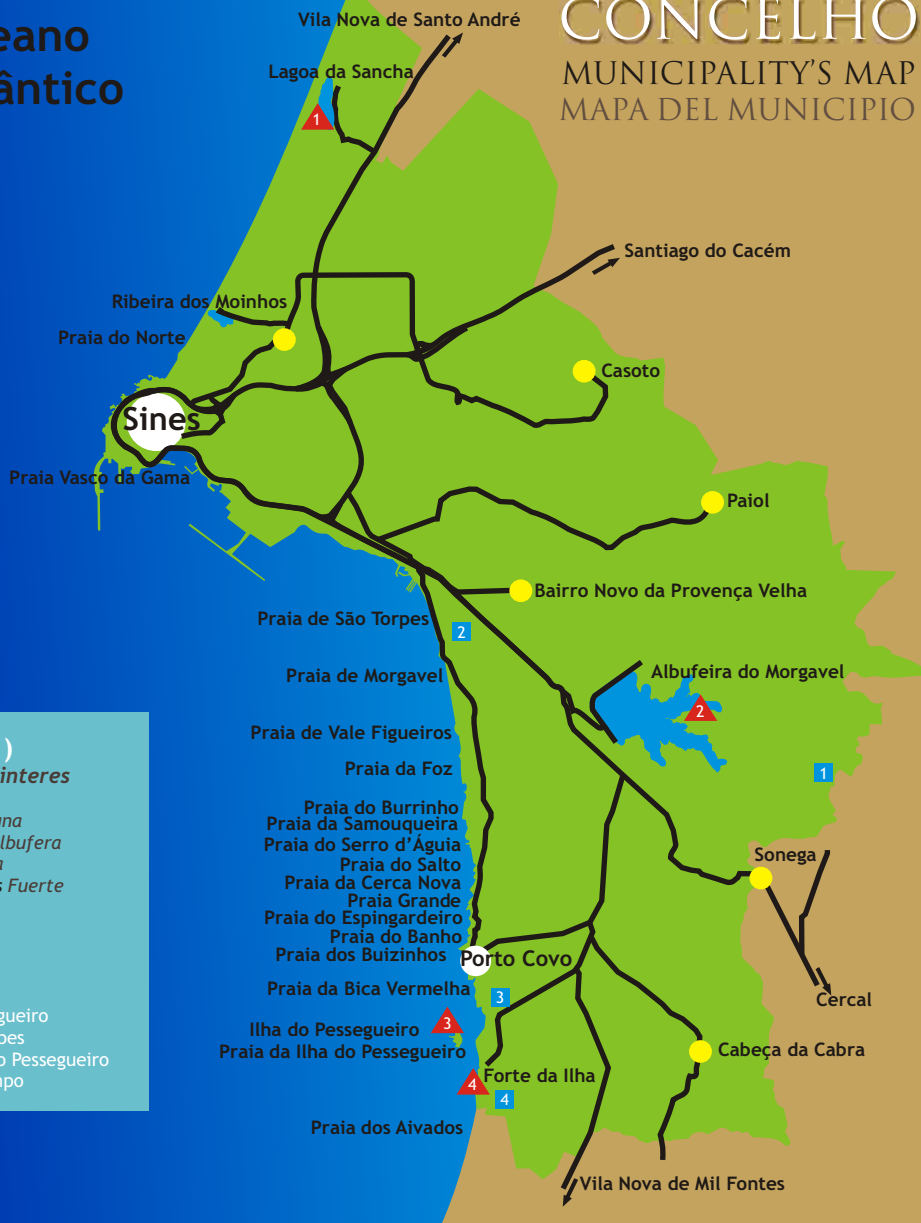 CONCELHO
MUNICIPALITY'S MAP
MAPA DEL MUNICIPIO
eano
ântico
Vila Nova de Santo André
Lagoa da Sancha
1
Santiago do Cacém
Ribeira dos Moinhos
Praia do Norte
Casoto
Sines
Praia Vasco da Gama
Paiol
Bairro Novo da Provença Velha
Praia de São Torpes
2
Praia de Morgavel
Albufeira do Morgavel
2
Praia de Vale Figueiros
Praia da Foz
1
Praia do Burrinho
Praia da Samouqueira
Praia do Serro d'Águia
Praia do Salto
Praia da Cerca Nova
Praia Grande
Praia do Espingardeiro
Praia do Banho
Praia dos Buizinhos
Sonega
Porto Covo
Praia da Bica Vermelha
3
Cercal
Ilha do Pessegueiro
3
Praia da Ilha do Pessegueiro
Cabeça da Cabra
4
Forte da Ilha
4
Praia dos Aivados
Vila Nova de Mil Fontes
)
interes
na
lbufera
a
s Fuerte
gueiro
pes
o Pessegueiro
npo